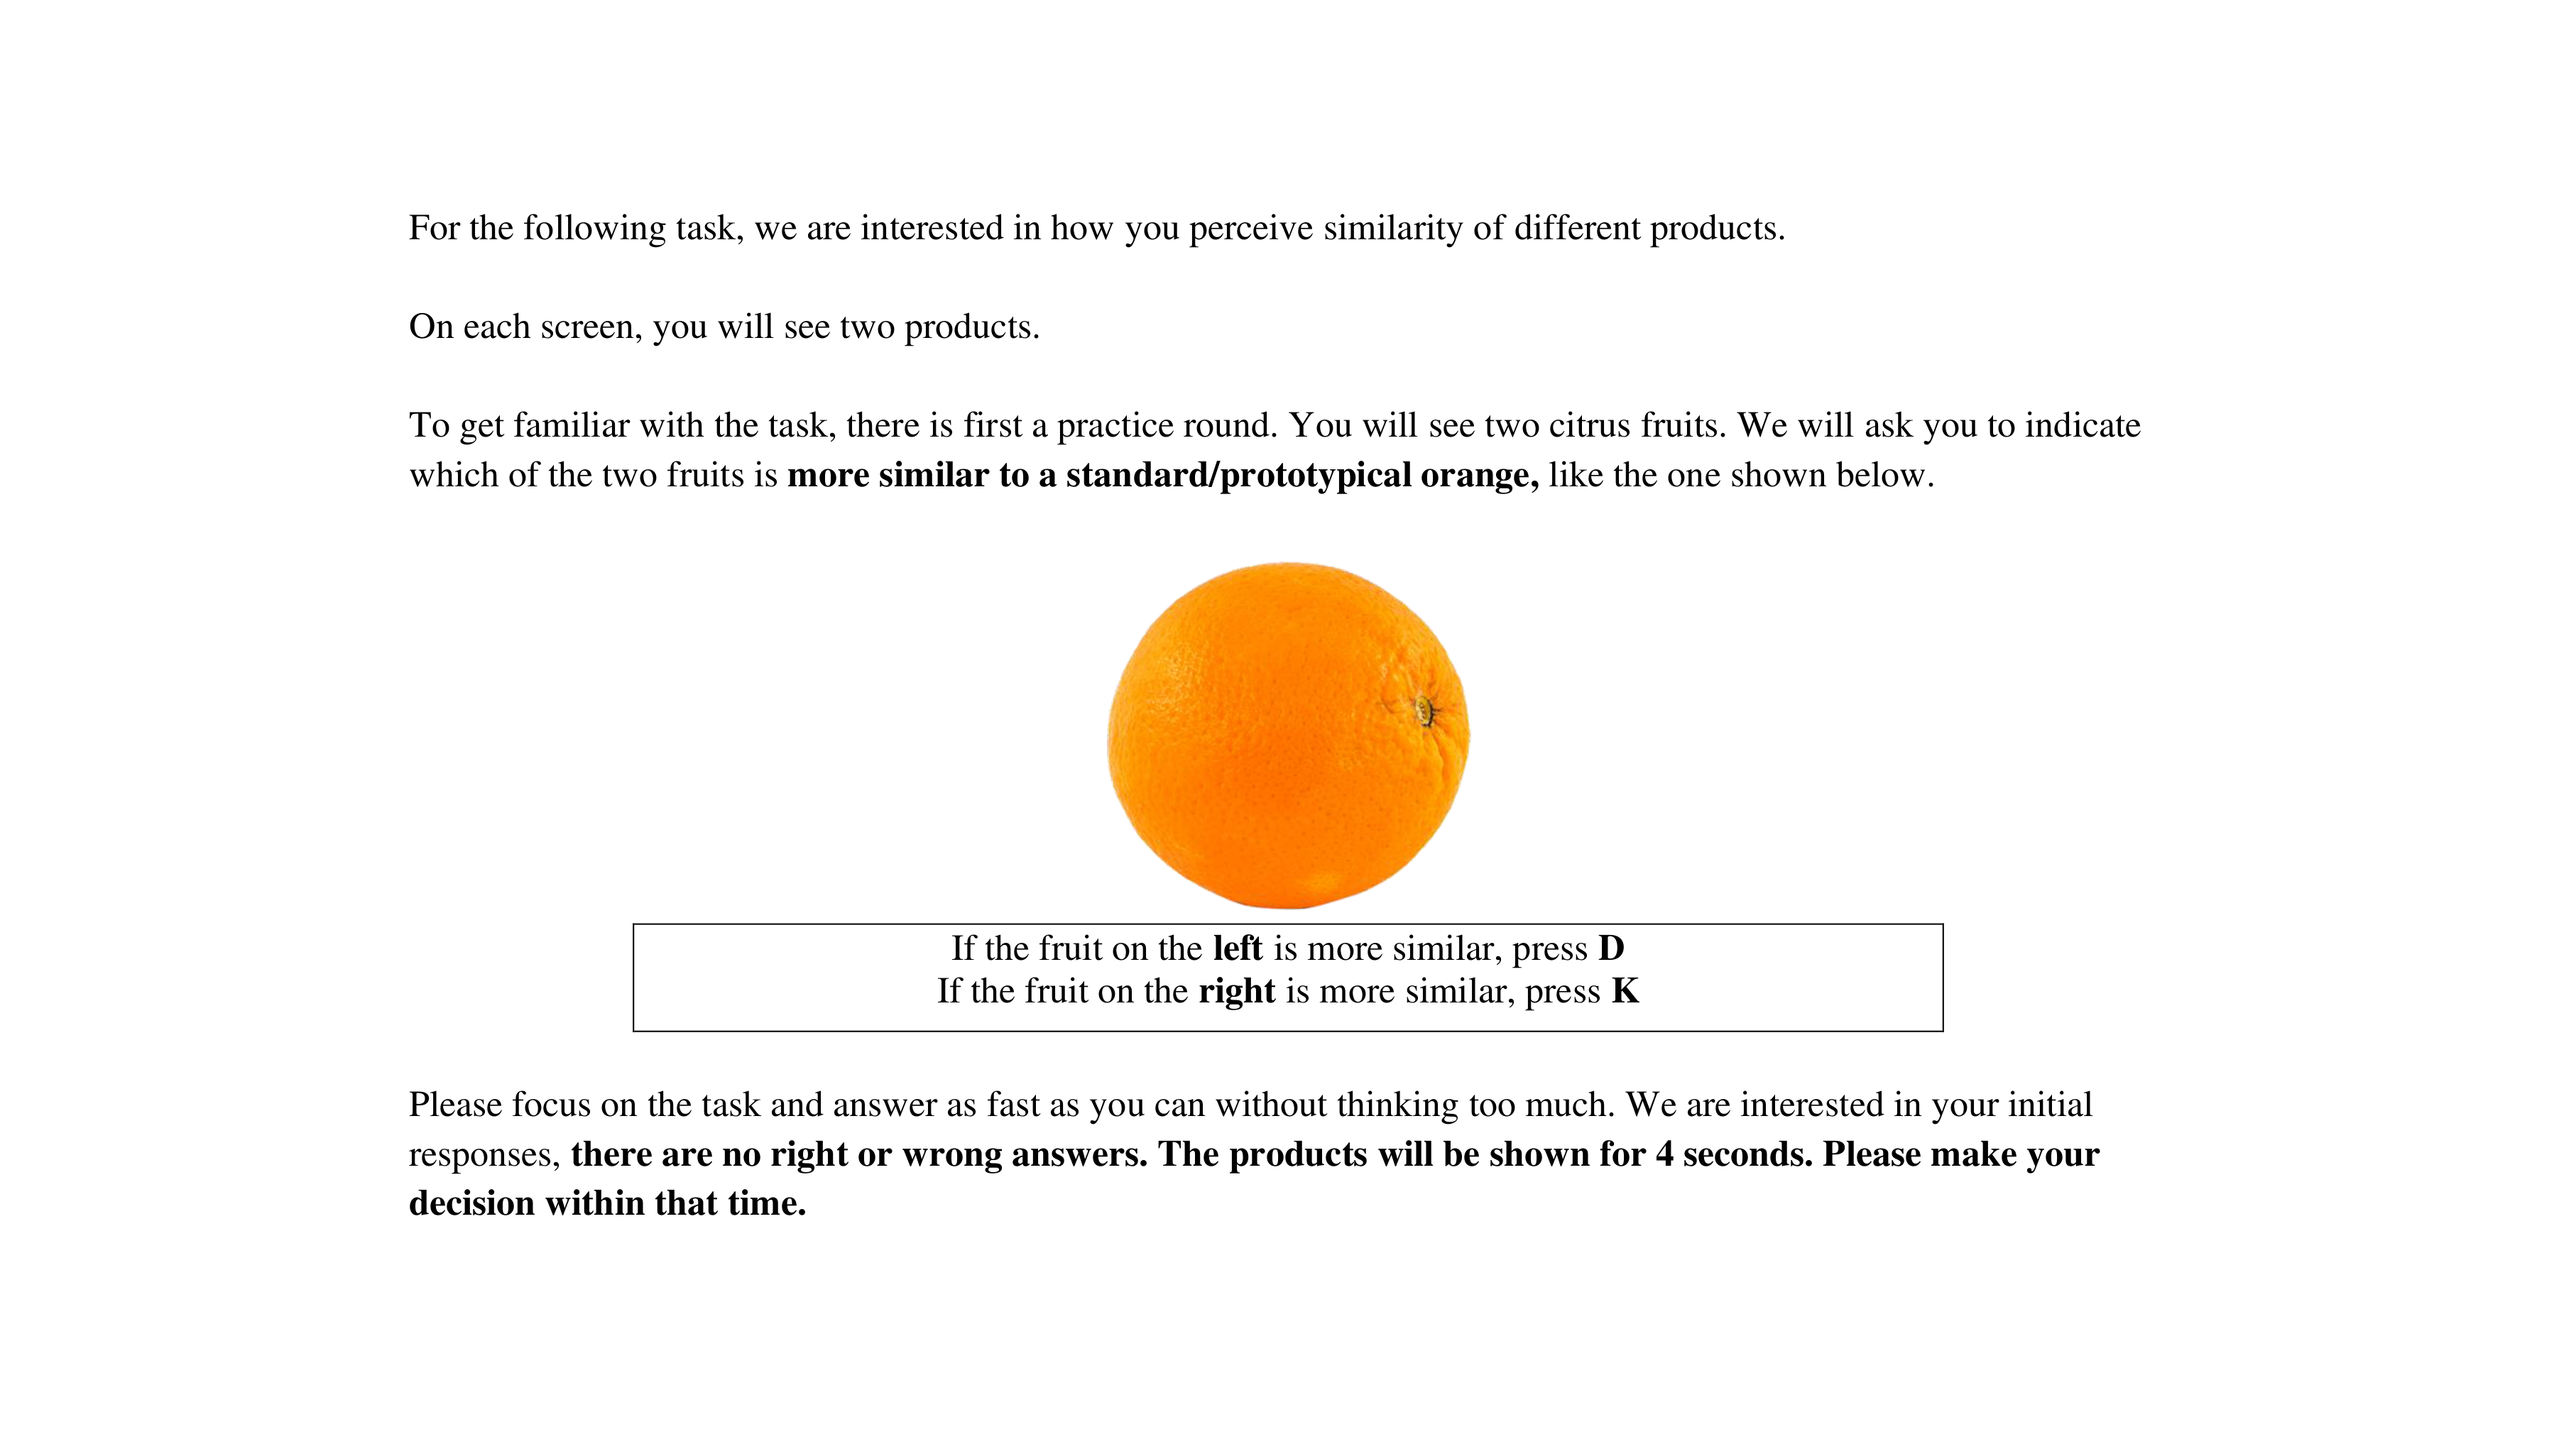 For the following task, we are interested in how you perceive similarity of different products.
On each screen, you will see two products.
To get familiar with the task, there is first a practice round. You will see two citrus fruits. We will ask you to indicate
which of the two fruits is more similar to a standard/prototypical orange, like the one shown below.
If the fruit on the left is more similar, press D
If the fruit on the right is more similar, press K
Please focus on the task and answer as fast as you can without thinking too much. We are interested in your initial
responses, there are no right or wrong answers. The products will be shown for 4 seconds. Please make your
decision within that time.